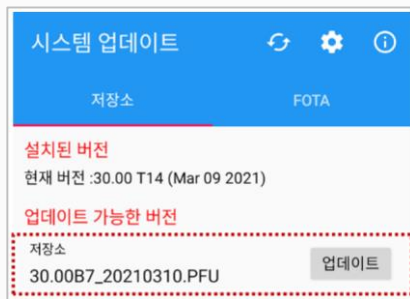 시스템 업데이트
저장소 FOTA
설치된 버전
현재 버전 :30.00 T14 (Mar 09 2021)
업데이트 가능한 버전
저장소
30.00B7_20210310.PFU
업데이트